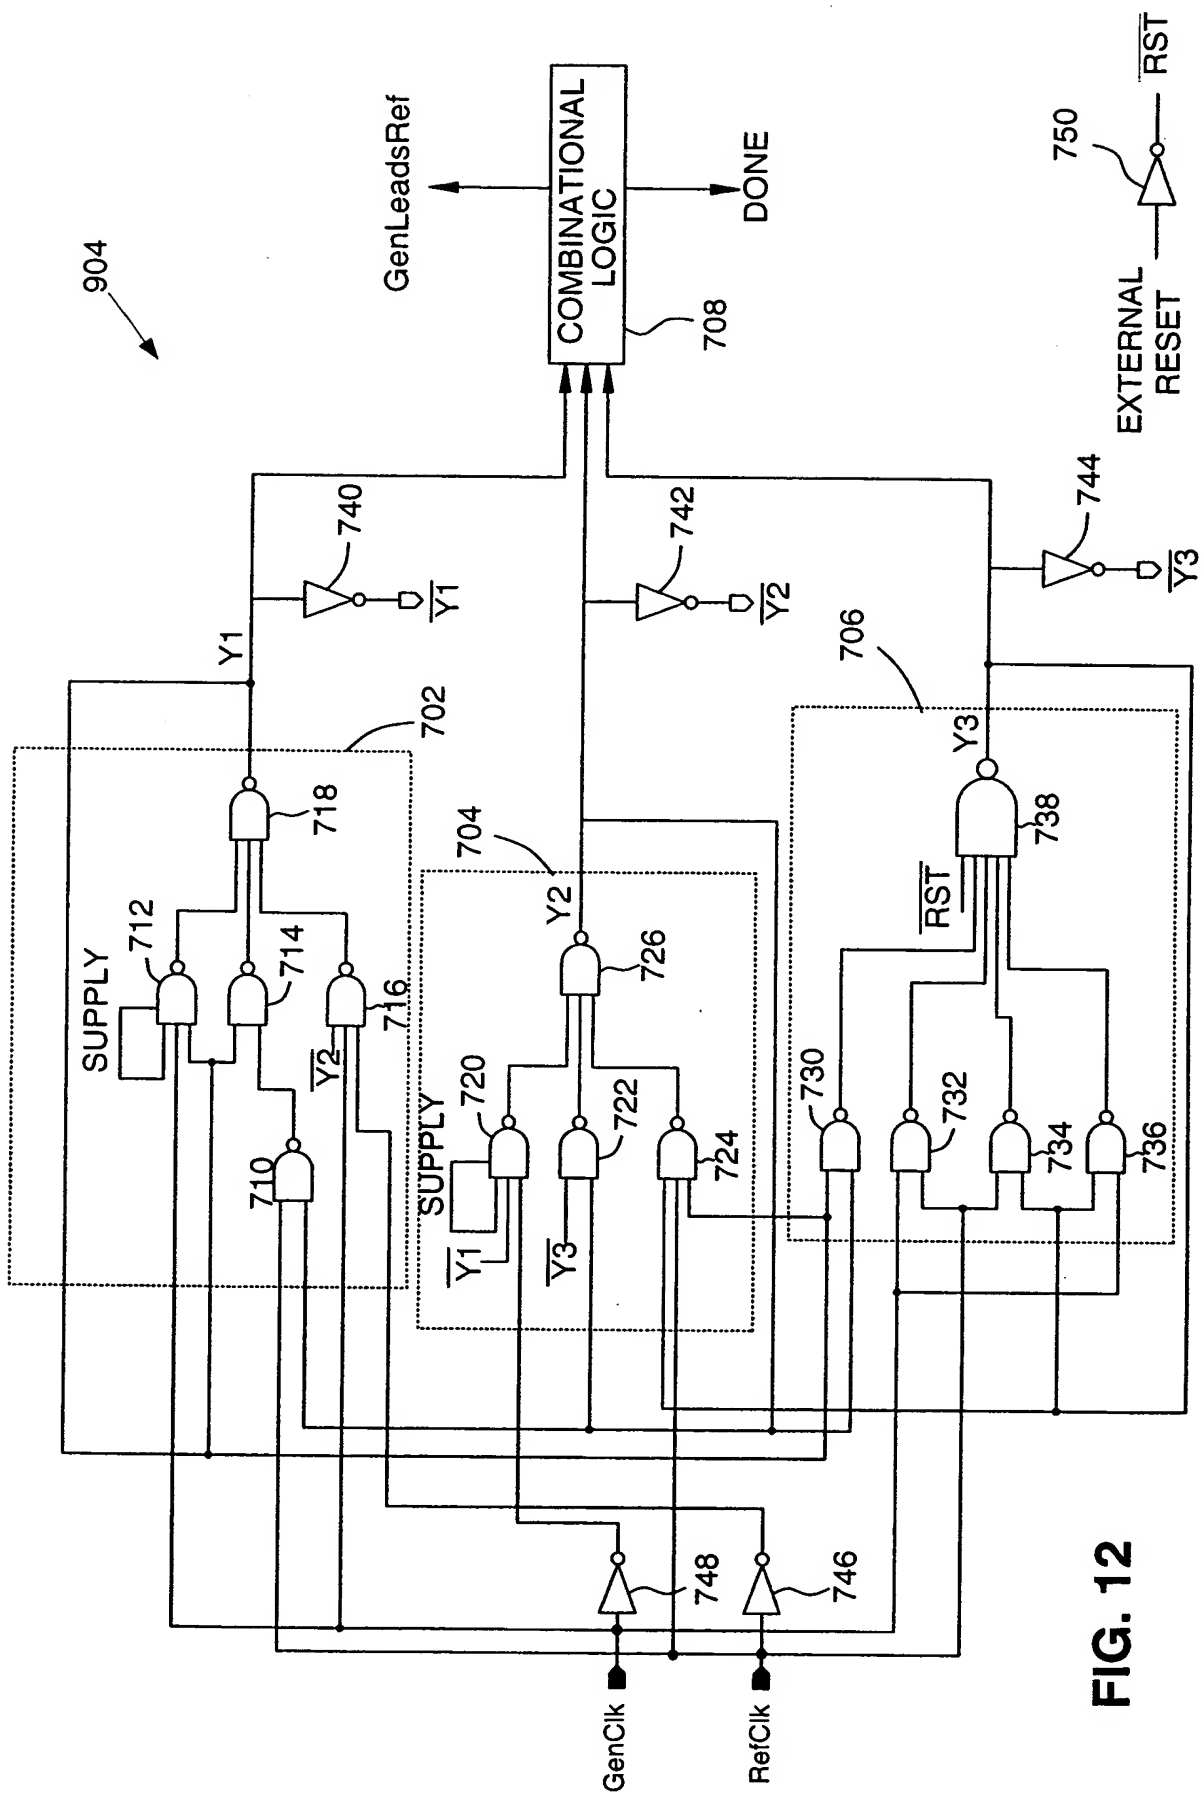 904
GenLeadsRef
COMBINATIONAL
LOGIC
708
DONE
Y1
740
Y1
702
SUPPLY
712
714
718
710
Y2
716
704
Y2
742
Y2
SUPPLY
720
Y1
722
726
Y3
724
706
Y3
730
RST
738
732
734
736
744
Y3
GenClk
748
RefClk
746
EXTERNAL
RESET
750
RST
FIG. 12